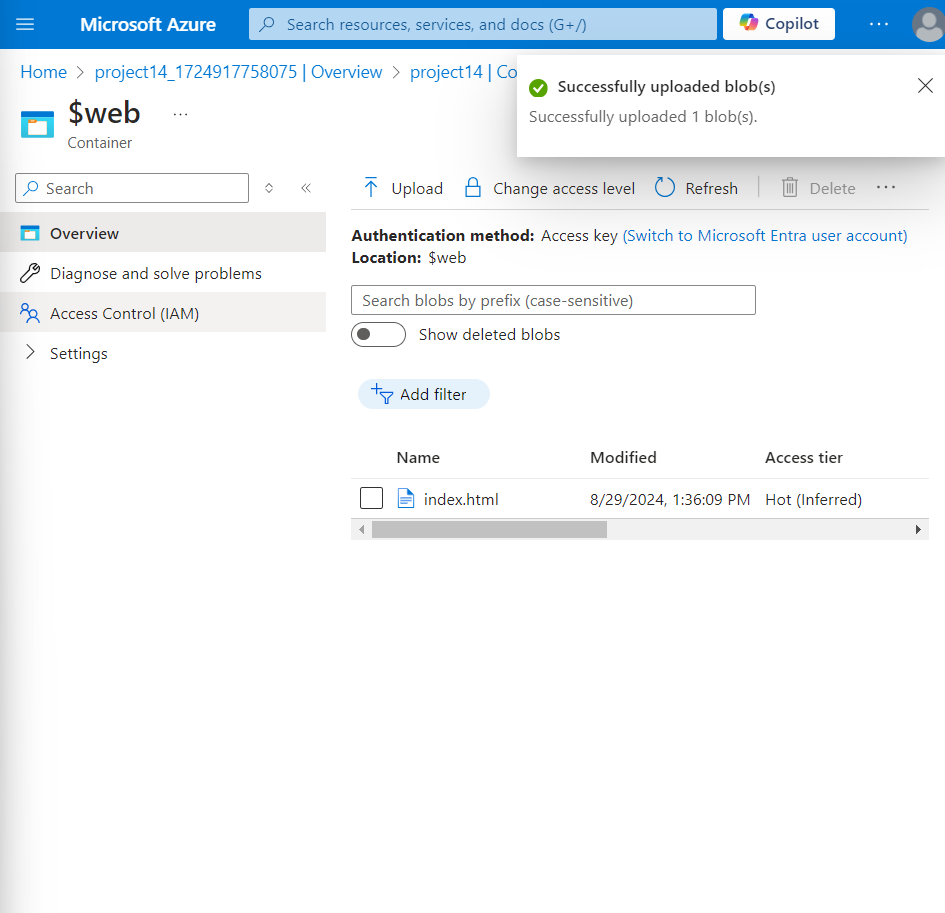 Microsoft Azure
Search resources, services, and docs (G+/)
Copilot
Home > project14_1724917758075 | Overview > project14 | Co
Successfully uploaded blob(s)
Successfully uploaded 1 blob(s).
$web
Container
Search
Overview
Diagnose and solve problems
Access Control (IAM)
Settings
Upload Change access level Refresh Delete
Authentication method: Access key (Switch to Microsoft Entra user account)
Location: $web
Search blobs by prefix (case-sensitive)
Show deleted blobs
Add filter
Name Modified Access tier
index.html 8/29/2024, 1:36:09 PM Hot (Inferred)